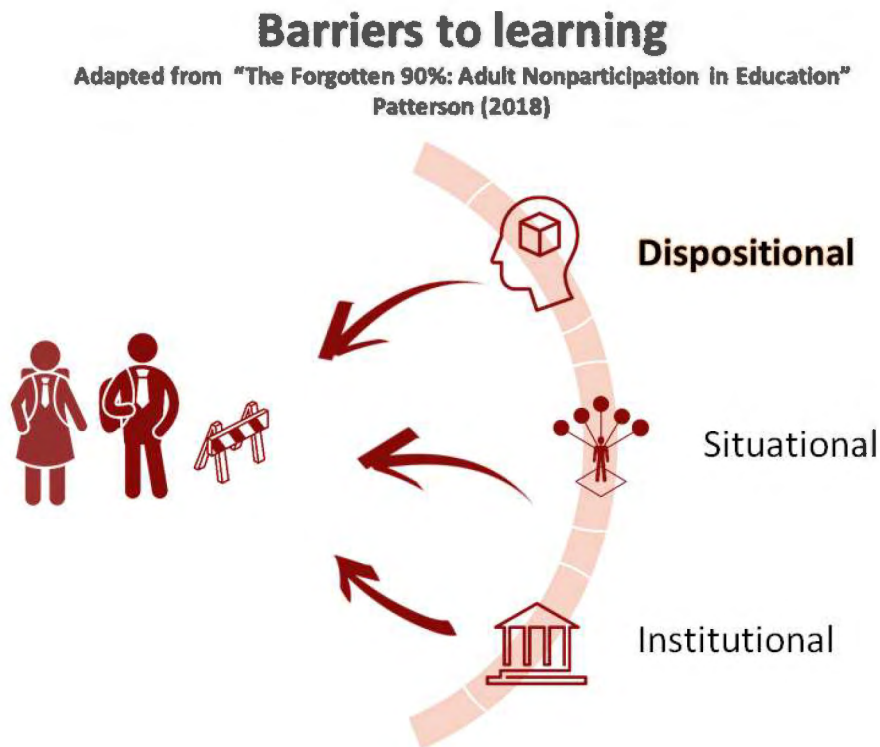 Barriers to learning
Adapted from “The Forgotten 90%: Adult Nonparticipation in Education”
Patterson (2018)
Dispositional
Situational
Institutional